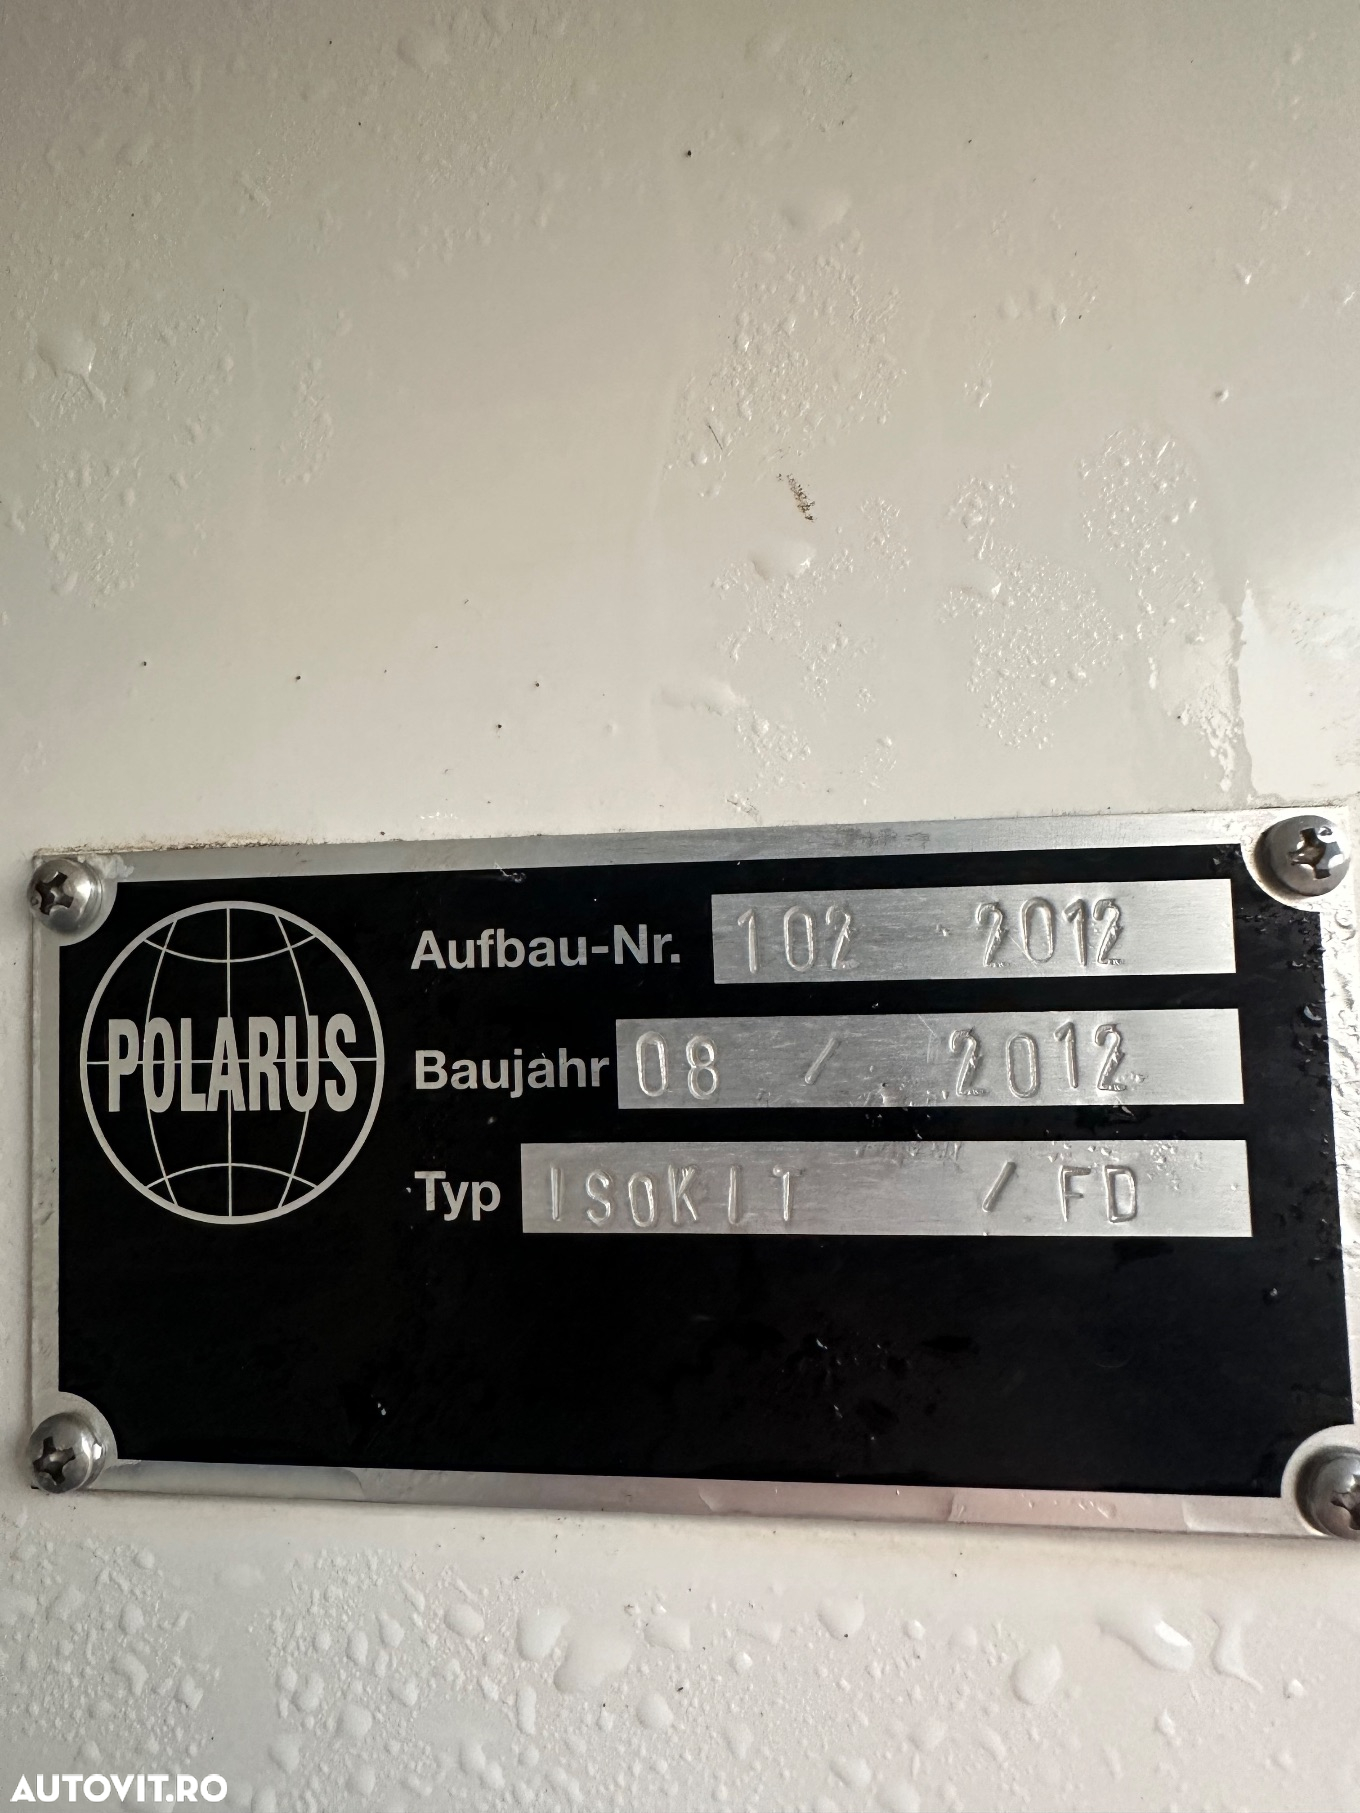 POLARUS
Aufbau-Nr. 102 2012
Baujahr 08 / 2012
Typ ISOKIT / FD
AUTOVIT.RO